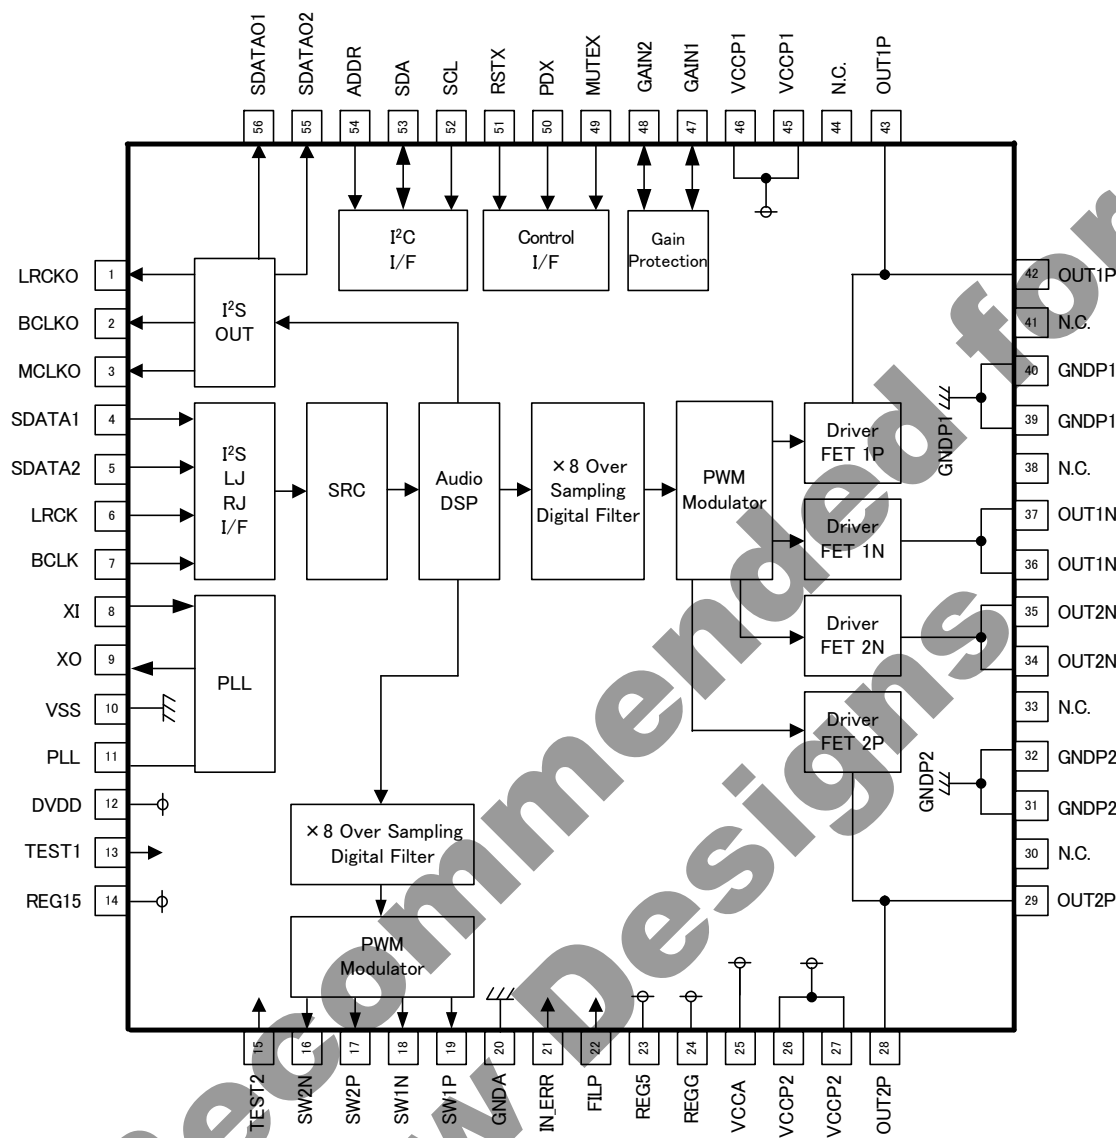 SDATAO1
SDATAO2
ADDR
SDA
SCL
RSTX
PDX
MUTEX
GAIN2
GAIN1
VCCP1
VCCP1
N.C.
OUT1P
56
55
54
53
52
51
50
49
48
47
46
45
44
43
I²C
I/F
Control
I/F
Gain
Protection
LRCKO
1
BCLKO
2
MCLKO
3
SDATA1
4
SDATA2
5
LRCK
6
BCLK
7
XI
8
XO
9
VSS
10
PLL
11
DVDD
12
TEST1
13
REG15
14
I²S
OUT
I²S
LJ
RJ
I/F
SRC
Audio
DSP
×8 Over
Sampling
Digital Filter
PWM
Modulator
Driver
FET 1P
Driver
FET 1N
Driver
FET 2N
Driver
FET 2P
PLL
×8 Over Sampling
Digital Filter
PWM
Modulator
GNDP1
GNDP2
42
OUT1P
41
N.C.
40
GNDP1
39
GNDP1
38
N.C.
37
OUT1N
36
OUT1N
35
OUT2N
34
OUT2N
33
N.C.
32
GNDP2
31
GNDP2
30
N.C.
29
OUT2P
15
16
17
18
19
20
21
22
23
24
25
26
27
28
TEST2
SW2N
SW2P
SW1N
SW1P
GNDA
IN_ERR
FILP
REG5
REGG
VCCA
VCCP2
VCCP2
OUT2P
ecommended for
w Designs